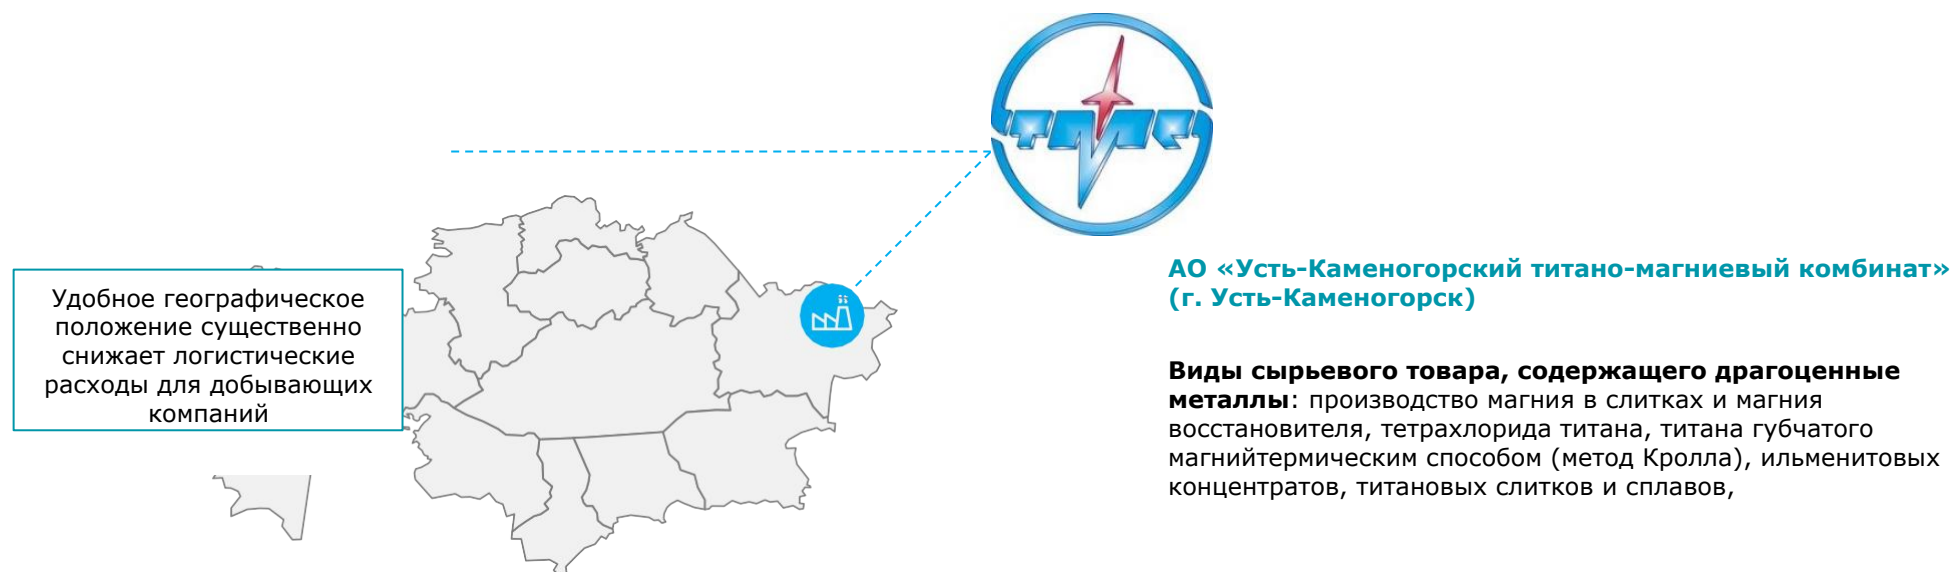 Удобное географическое
положение существенно
снижает логистические
расходы для добывающих
компаний
АО «Усть-Каменогорский титано-магниевый комбинат»
(г. Усть-Каменогорск)
Виды сырьевого товара, содержащего драгоценные
металлы: производство магния в слитках и магния
восстановителя, тетрахлорида титана, титана губчатого
магнийтермическим способом (метод Кролла), ильменитовых
концентратов, титановых слитков и сплавов,